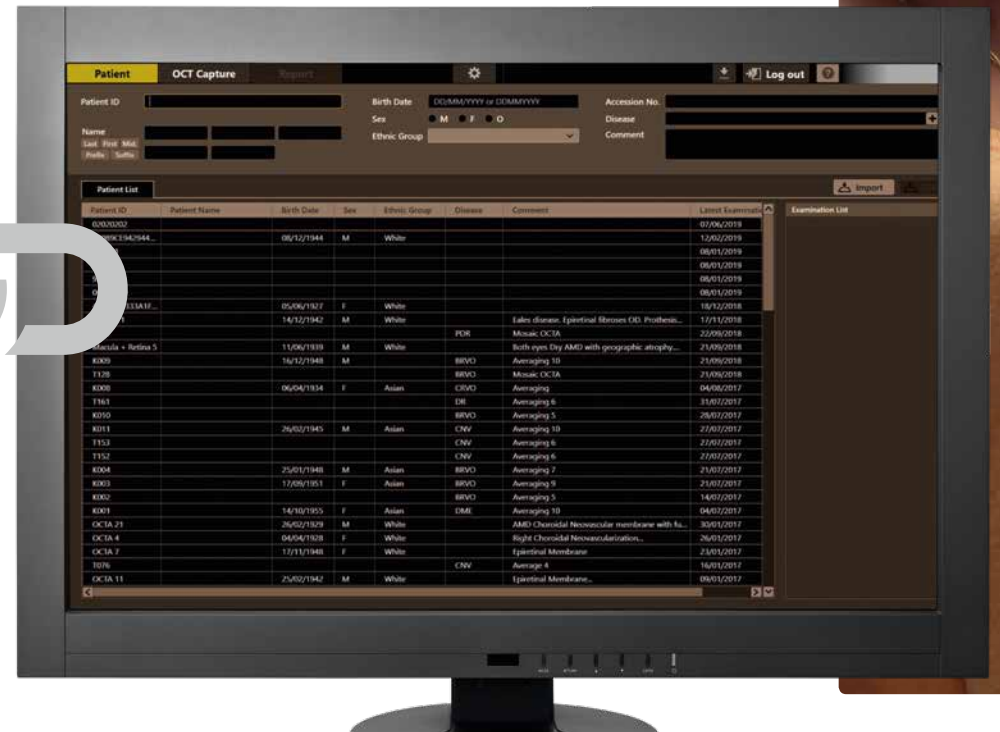 Patient OCT Capture Report Log out
Patient ID Birth Date DD/MM/YYYY or DDMMYYYY Accession No.
Sex M F O Disease
Name Ethnic Group Comment
Last First Mid.
Prefix Suffix
Patient List Import
Patient ID Patient Name Birth Date Sex Ethnic Group Disease Comment Latest Examinatio Examination List
02020202 07/06/2019
08/12/1944 M White 12/02/2019
08/01/2019
08/01/2019
08/01/2019
08/01/2019
05/06/1927 F White 18/12/2018
14/12/1942 M White Eales disease. Epiretinal fibroses OD. Prothesis... 17/11/2018
PDR Mosaic OCTA 22/09/2018
Macula + Retina 5 11/06/1939 M White Both eyes Dry AMD with geographic atrophy... 21/09/2018
K009 16/12/1948 M BRVO Averaging 10 21/09/2018
T128 BRVO Mosaic OCTA 21/09/2018
K008 06/04/1934 F Asian CRVO Averaging 04/08/2017
T161 DR Averaging 6 31/07/2017
K010 BRVO Averaging 5 28/07/2017
K011 26/02/1945 M Asian CNV Averaging 10 27/07/2017
T153 CNV Averaging 6 27/07/2017
T152 CNV Averaging 6 27/07/2017
K004 25/01/1948 M Asian BRVO Averaging 7 21/07/2017
K003 17/09/1951 F Asian BRVO Averaging 9 21/07/2017
K002 BRVO Averaging 5 14/07/2017
K001 14/10/1955 F Asian DME Averaging 10 04/07/2017
OCTA 21 26/02/1929 M White AMD Choroidal Neovascular membrane with fu... 30/01/2017
OCTA 4 04/04/1928 F White Right Choroidal Neovascularization... 26/01/2017
OCTA 7 17/11/1948 F White Epiretinal Membrane 23/01/2017
T076 CNV Average 4 16/01/2017
OCTA 11 25/02/1942 M White Epiretinal Membrane... 09/01/2017